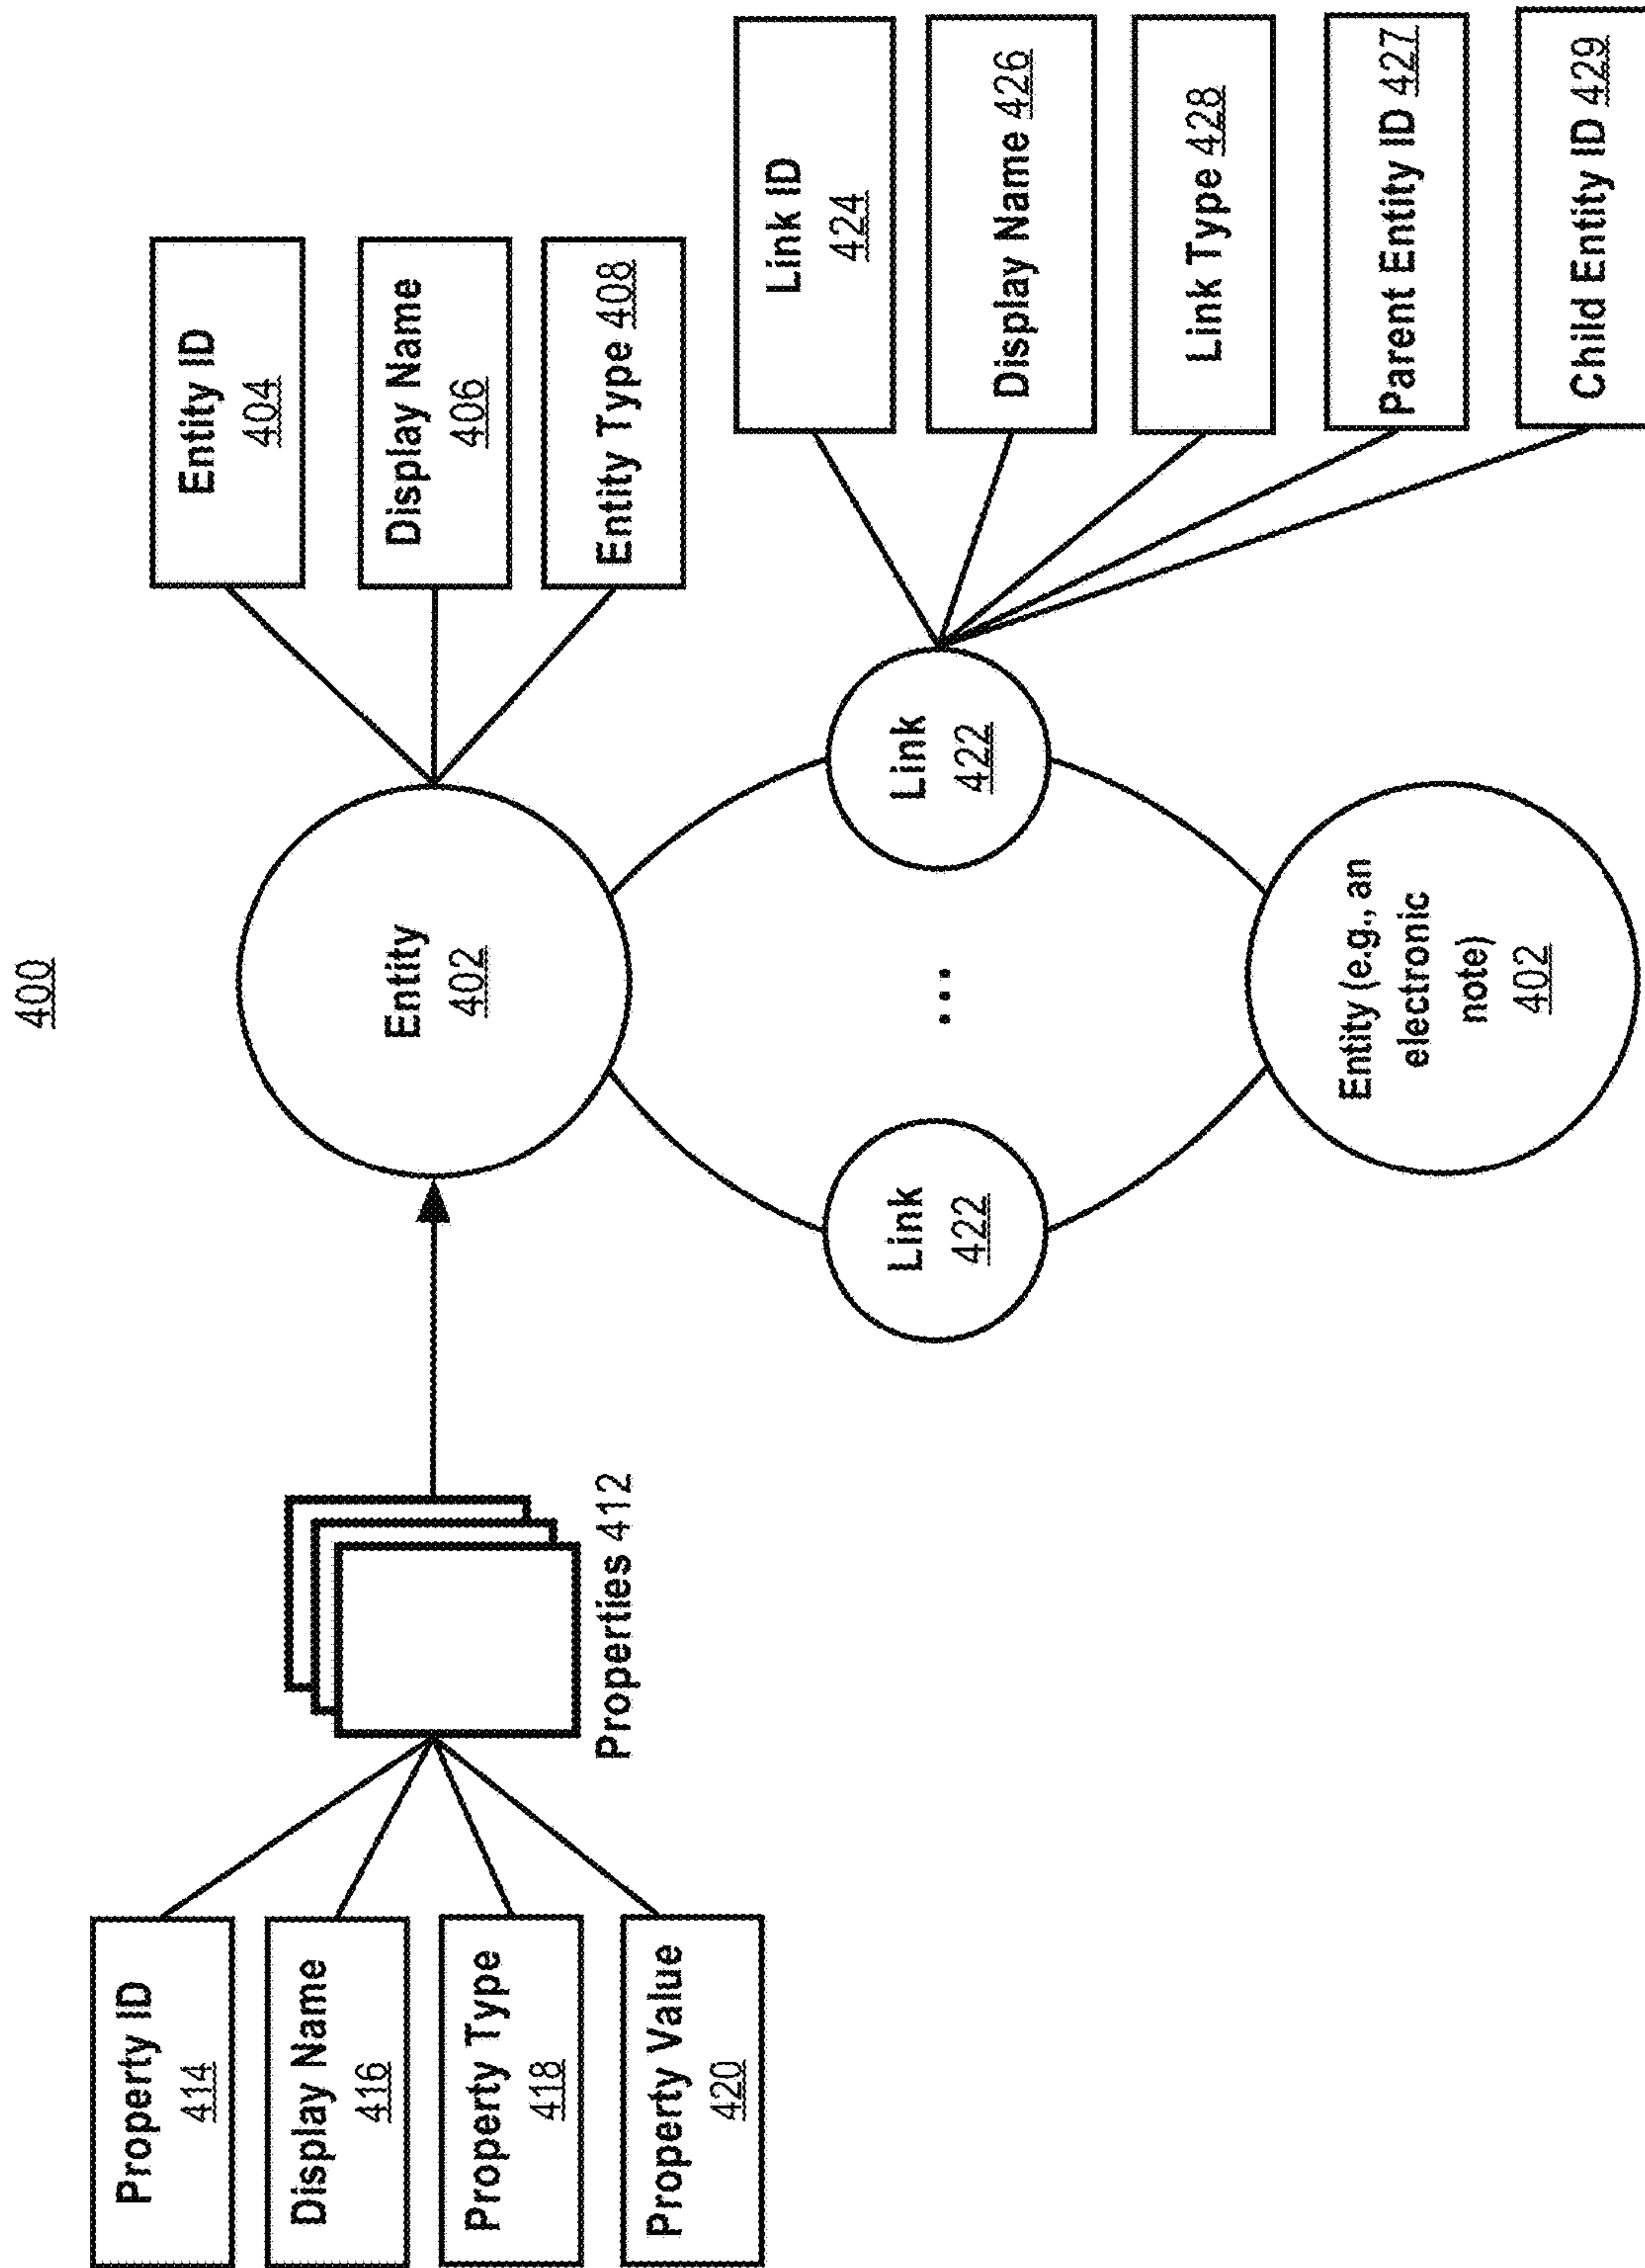 400
Property ID
414
Display Name
416
Property Type
418
Property Value
420
Properties 412
Entity
402
Entity ID
404
Display Name
406
Entity Type 408
Link
422
...
Link
422
Link ID
424
Display Name 426
Link Type 428
Parent Entity ID 427
Child Entity ID 429
Entity (e.g., an
electronic
note)
402